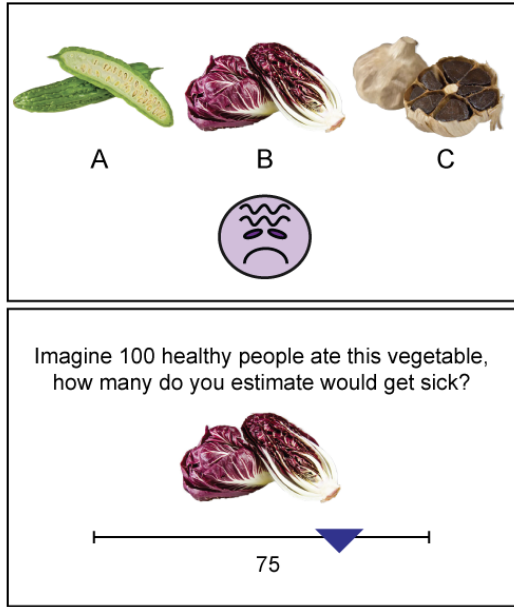 A B C
Imagine 100 healthy people ate this vegetable,
how many do you estimate would get sick?
75